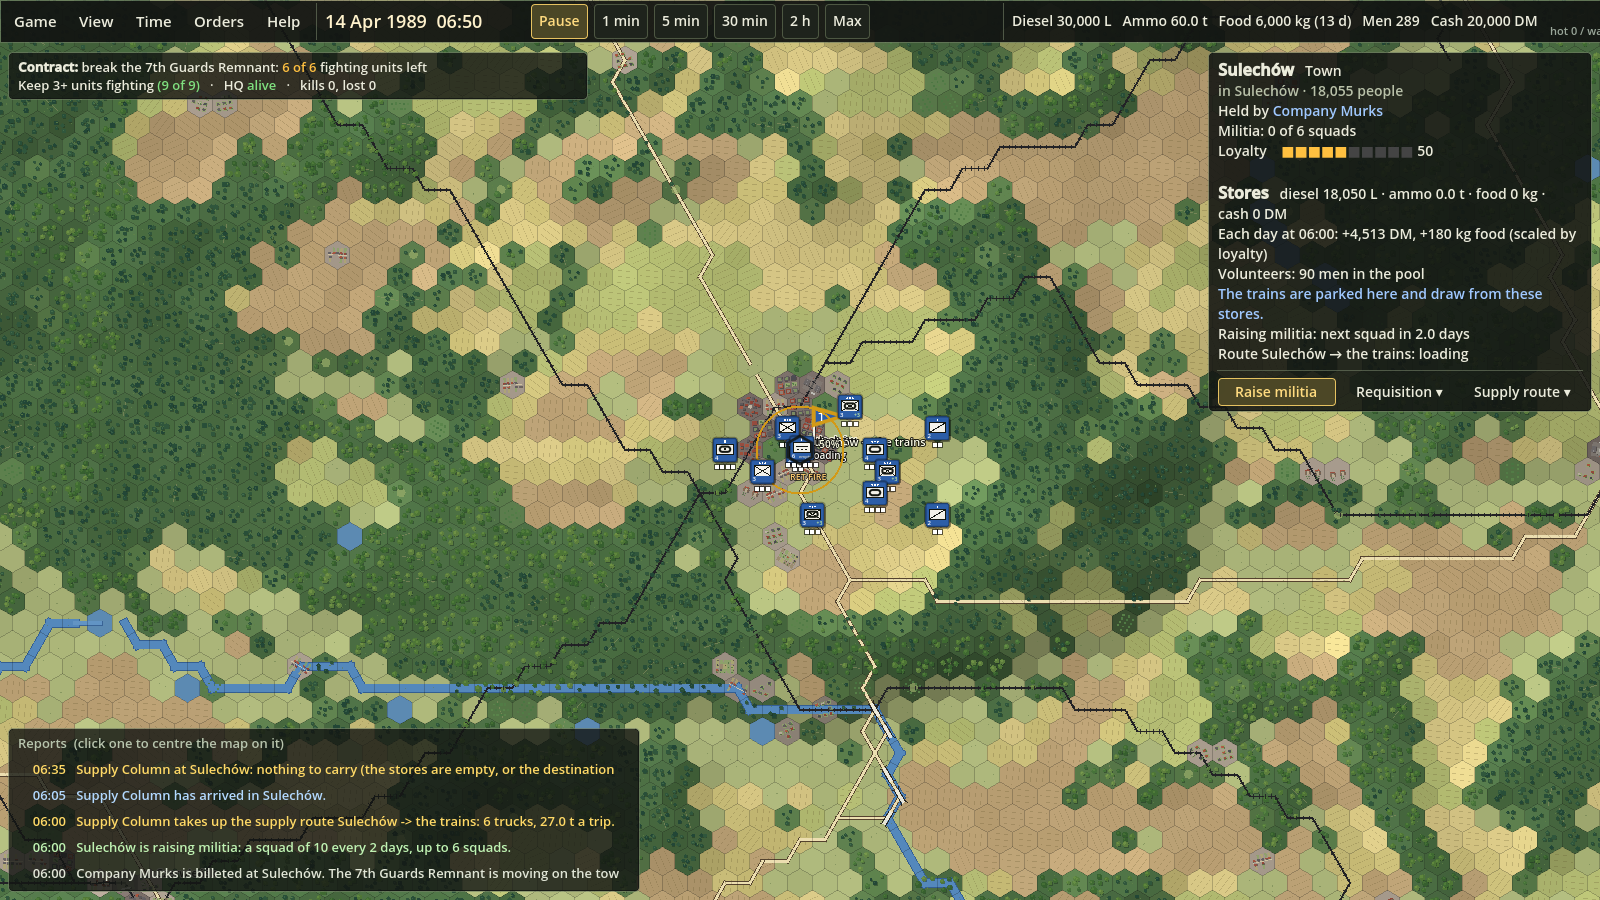 Game View Time Orders Help 14 Apr 1989 06:50 Pause 1 min 5 min 30 min 2 h Max Diesel 30,000 L Ammo 60.0 t Food 6,000 kg (13 d) Men 289 Cash 20,000 DM
hot 0 / wa
Contract: break the 7th Guards Remnant: 6 of 6 fighting units left
Keep 3+ units fighting (9 of 9) · HQ alive · kills 0, lost 0
Sulechów Town
in Sulechów · 18,055 people
Held by Company Murks
Militia: 0 of 6 squads
Loyalty 50
Stores diesel 18,050 L · ammo 0.0 t · food 0 kg ·
cash 0 DM
Each day at 06:00: +4,513 DM, +180 kg food (scaled by
loyalty)
Volunteers: 90 men in the pool
The trains are parked here and draw from these
stores.
Raising militia: next squad in 2.0 days
Route Sulechów → the trains: loading
Raise militia Requisition ▾ Supply route ▾
trains
50%
loading
RET FIRE
Reports (click one to centre the map on it)
06:35 Supply Column at Sulechów: nothing to carry (the stores are empty, or the destination
06:05 Supply Column has arrived in Sulechów.
06:00 Supply Column takes up the supply route Sulechów -> the trains: 6 trucks, 27.0 t a trip.
06:00 Sulechów is raising militia: a squad of 10 every 2 days, up to 6 squads.
06:00 Company Murks is billeted at Sulechów. The 7th Guards Remnant is moving on the tow